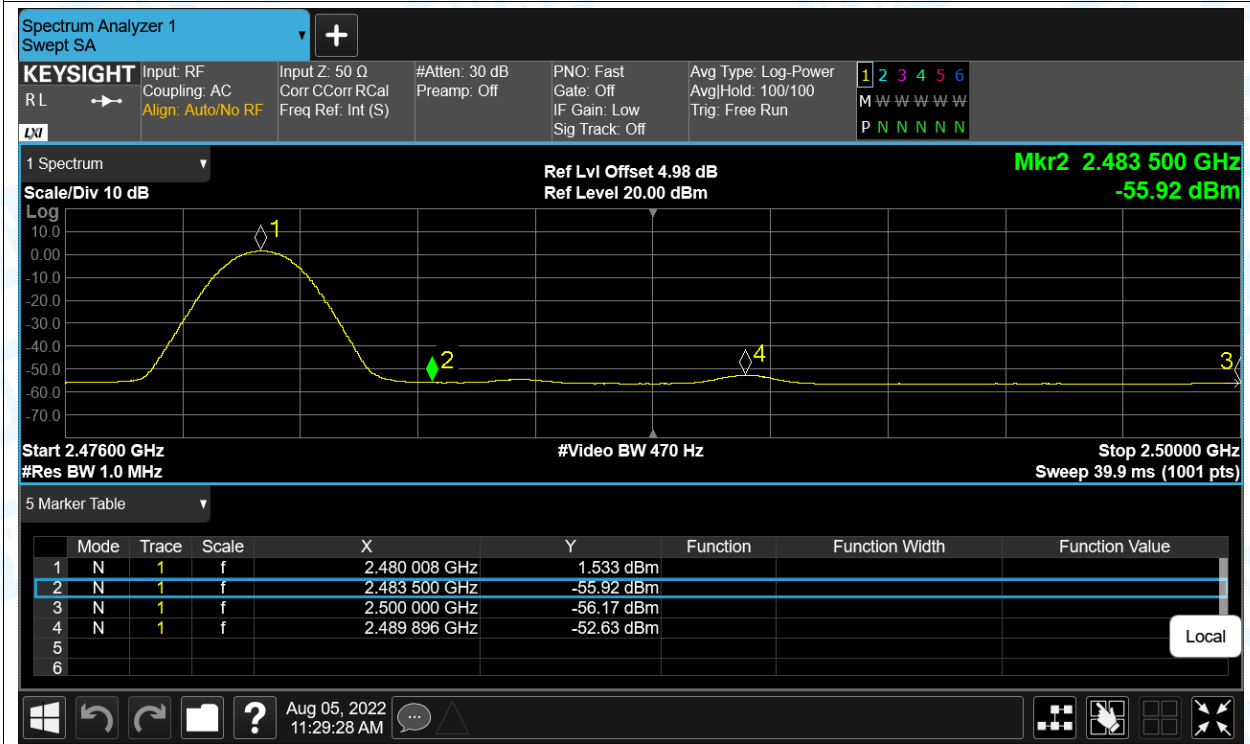 Spectrum Analyzer 1
Swept SA
+
KEYSIGHT
R L
LXI
Input: RF
Coupling: AC
Align: Auto/No RF
Input Z: 50 Ω
Corr CCorr RCal
Freq Ref: Int (S)
#Atten: 30 dB
Preamp: Off
PNO: Fast
Gate: Off
IF Gain: Low
Sig Track: Off
Avg Type: Log-Power
Avg|Hold: 100/100
Trig: Free Run
1 2 3 4 5 6
M W W W W W
P N N N N N
1 Spectrum
Scale/Div 10 dB
Ref Lvl Offset 4.98 dB
Ref Level 20.00 dBm
Mkr2 2.483 500 GHz
-55.92 dBm
Log
10.0
0.00
-10.0
-20.0
-30.0
-40.0
-50.0
-60.0
-70.0
1
2
4
3
Start 2.47600 GHz
#Res BW 1.0 MHz
#Video BW 470 Hz
Stop 2.50000 GHz
Sweep 39.9 ms (1001 pts)
5 Marker Table
Mode Trace Scale X Y Function Function Width Function Value
1 N 1 f 2.480 008 GHz 1.533 dBm
2 N 1 f 2.483 500 GHz -55.92 dBm
3 N 1 f 2.500 000 GHz -56.17 dBm
4 N 1 f 2.489 896 GHz -52.63 dBm
5
6
Local
?
Aug 05, 2022
11:29:28 AM